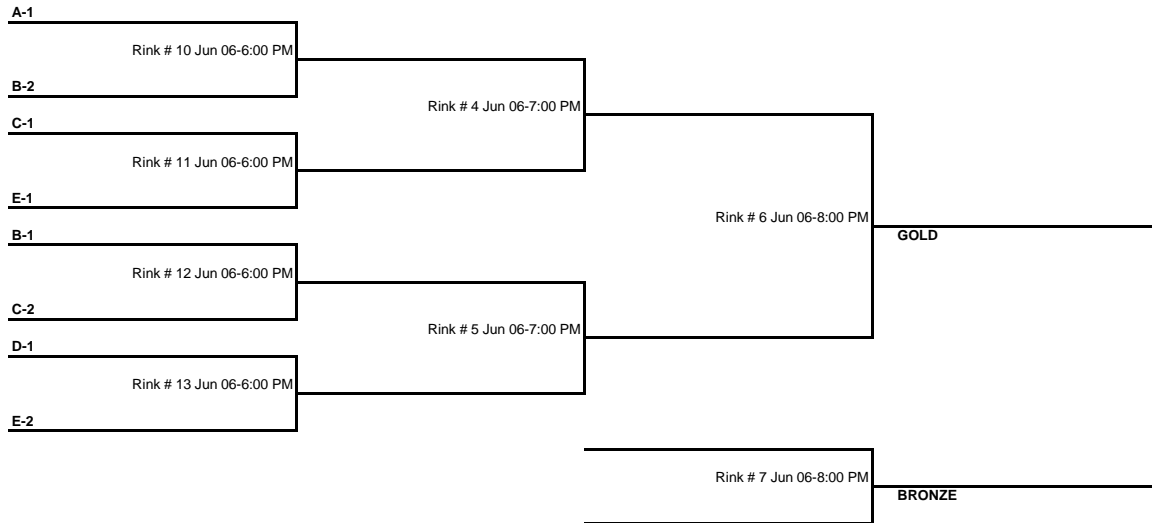 A-1
Rink # 10 Jun 06-6:00 PM
B-2
Rink # 4 Jun 06-7:00 PM
C-1
Rink # 11 Jun 06-6:00 PM
E-1
Rink # 6 Jun 06-8:00 PM
GOLD
B-1
Rink # 12 Jun 06-6:00 PM
C-2
Rink # 5 Jun 06-7:00 PM
D-1
Rink # 13 Jun 06-6:00 PM
E-2
Rink # 7 Jun 06-8:00 PM
BRONZE